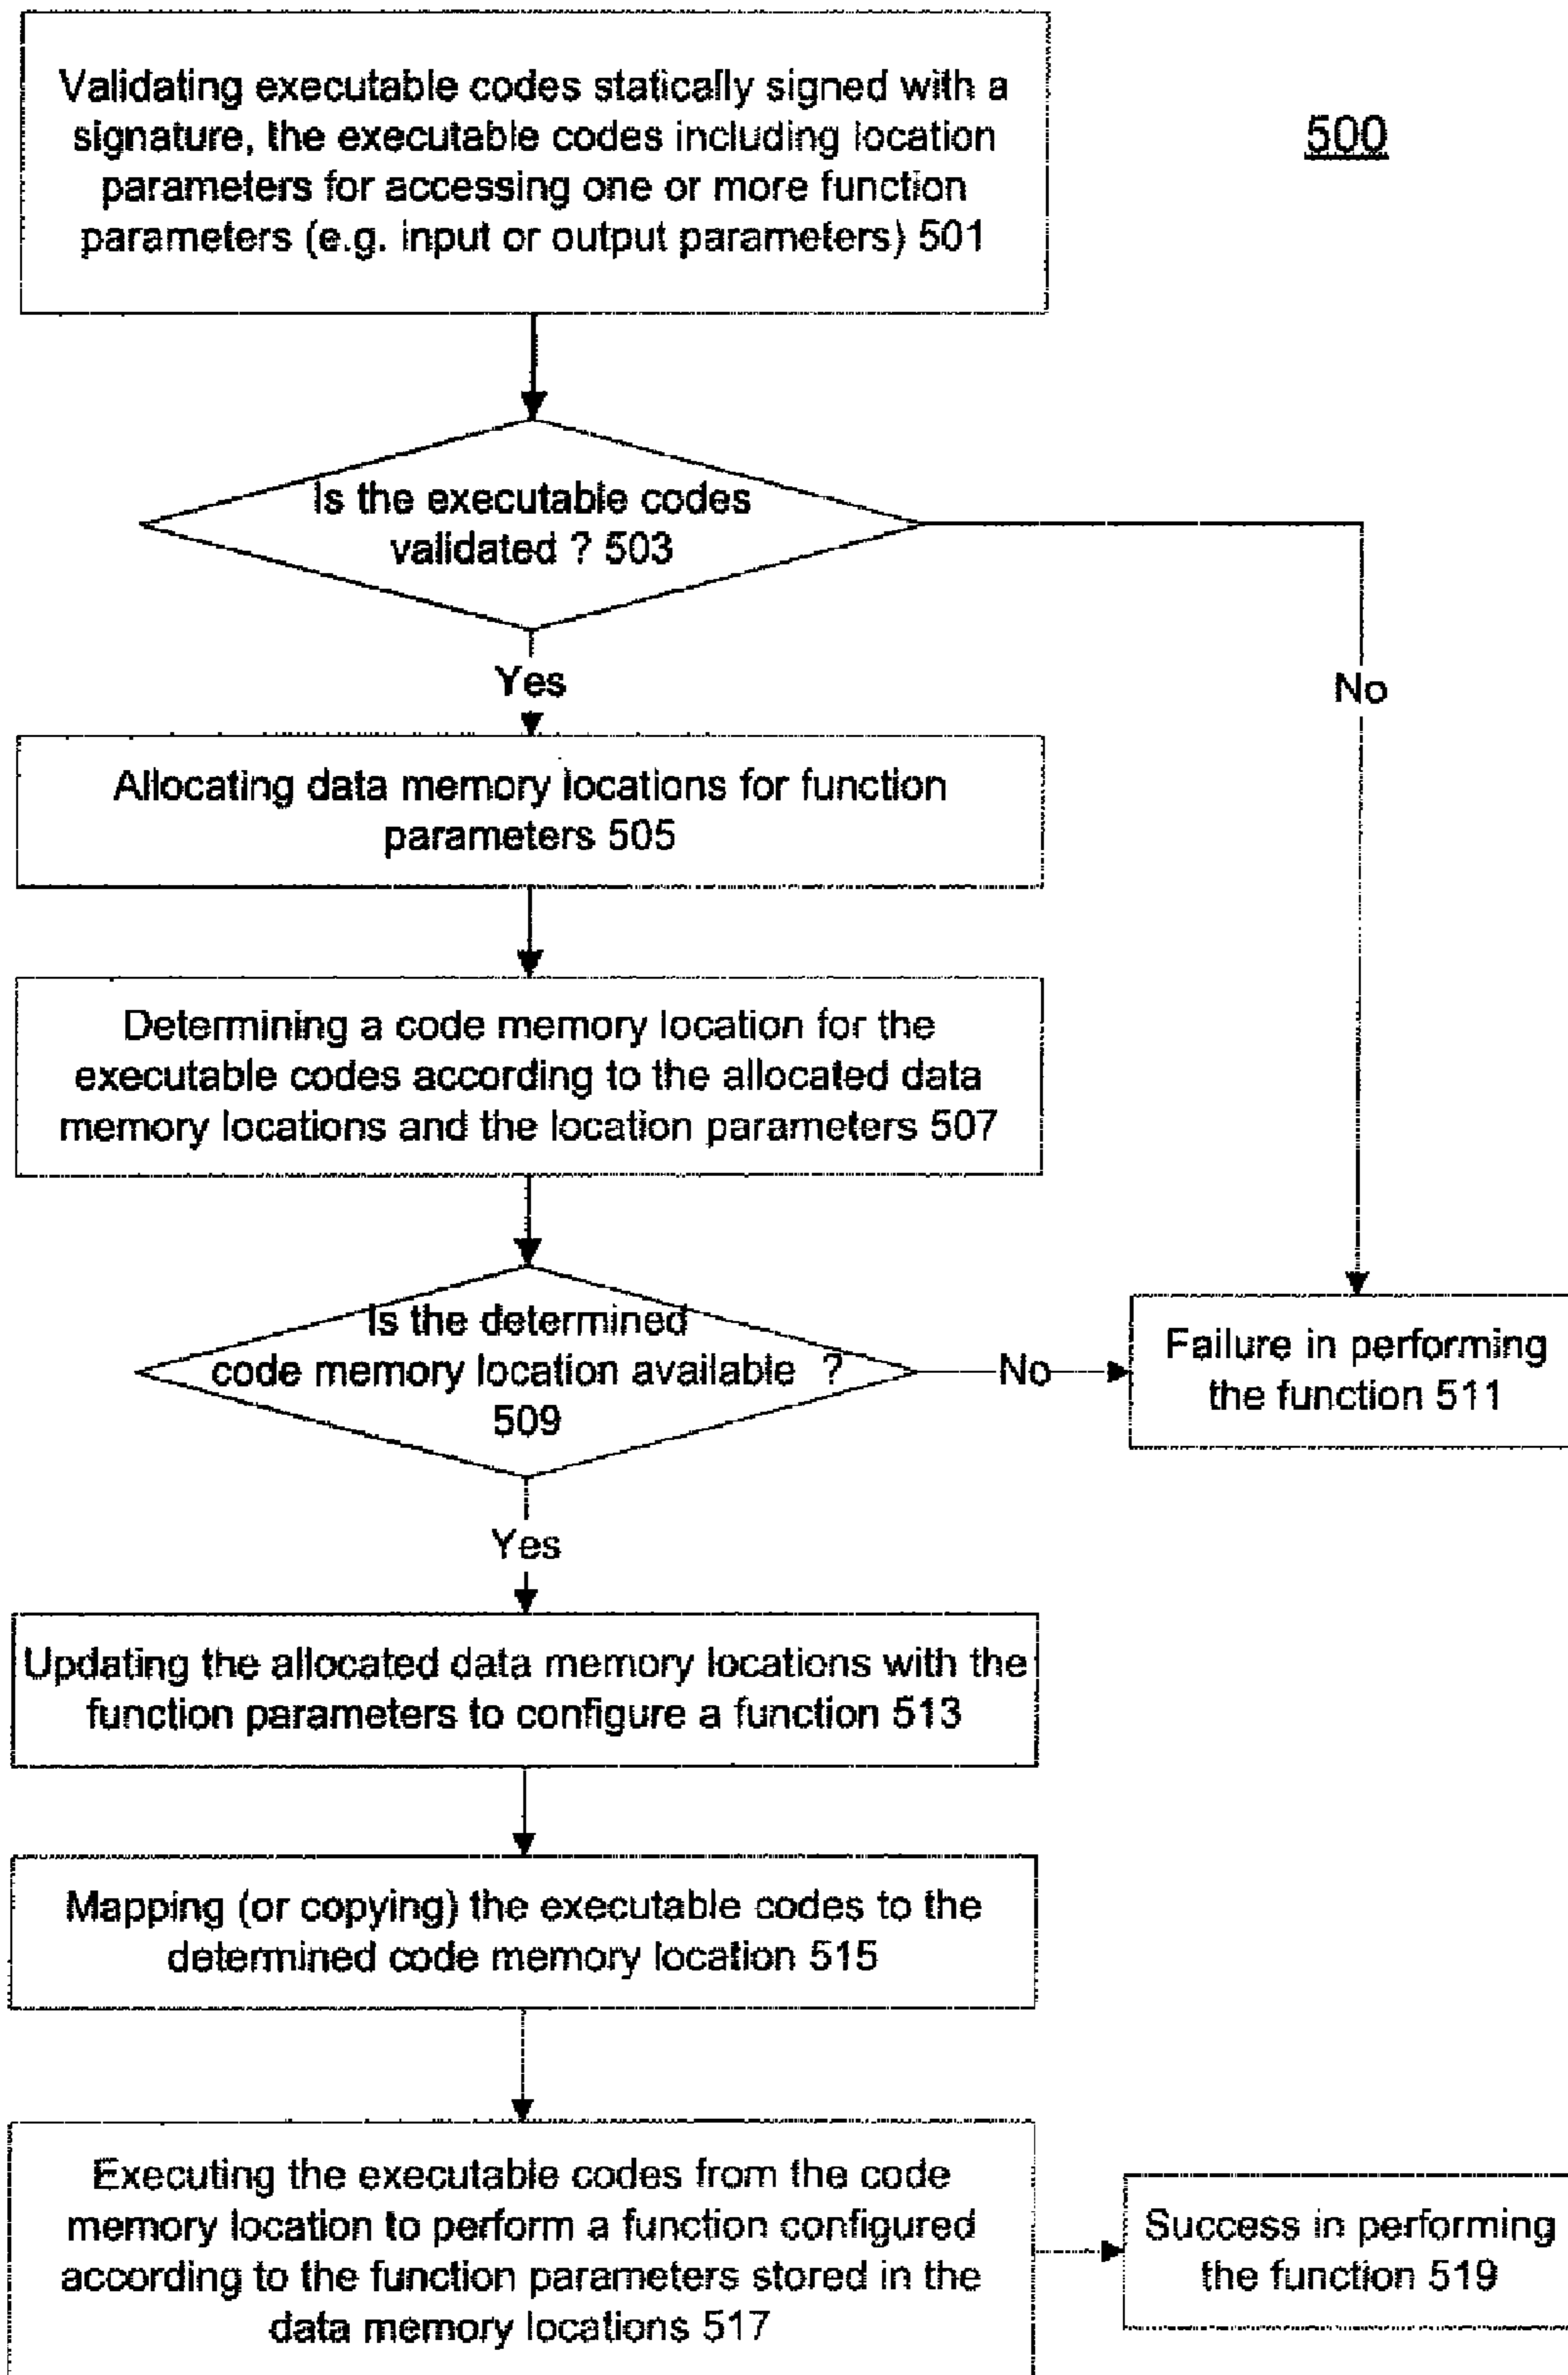 Validating executable codes statically signed with a
signature, the executable codes including location
parameters for accessing one or more function
parameters (e.g. input or output parameters) 501
500
Is the executable codes
validated ? 503
Yes
No
Allocating data memory locations for function
parameters 505
Determining a code memory location for the
executable codes according to the allocated data
memory locations and the location parameters 507
Is the determined
code memory location available ?
509
No
Failure in performing
the function 511
Yes
Updating the allocated data memory locations with the
function parameters to configure a function 513
Mapping (or copying) the executable codes to the
determined code memory location 515
Executing the executable codes from the code
memory location to perform a function configured
according to the function parameters stored in the
data memory locations 517
Success in performing
the function 519